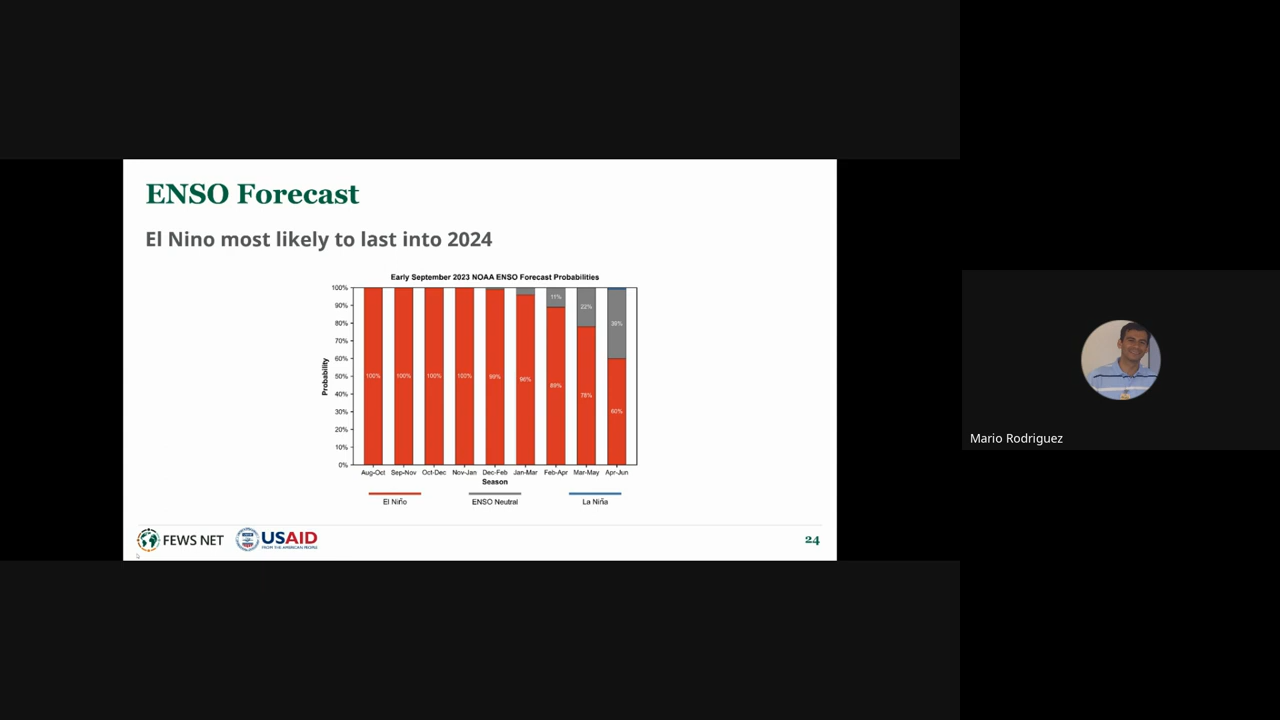 ENSO Forecast
El Nino most likely to last into 2024
Early September 2023 NOAA ENSO Forecast Probabilities
Probability
100%
90%
80%
70%
60%
50%
40%
30%
20%
10%
0%
100%
100%
100%
100%
99%
96%
89%
78%
60%
11%
22%
39%
Aug-Oct Sep-Nov Oct-Dec Nov-Jan Dec-Feb Jan-Mar Feb-Apr Mar-May Apr-Jun
Season
El Niño ENSO Neutral La Niña
FEWS NET
USAID
FROM THE AMERICAN PEOPLE
24
Mario Rodriguez